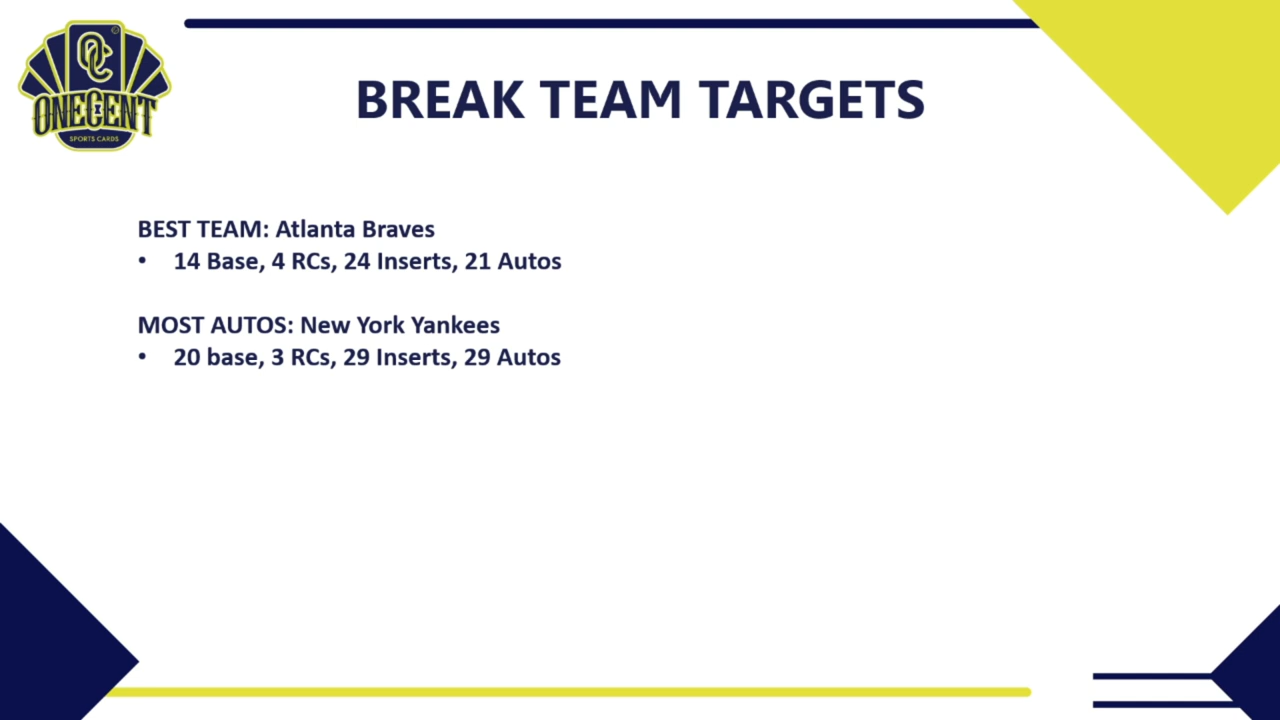 OC
ONECENT
SPORTS CARDS
BREAK TEAM TARGETS
BEST TEAM: Atlanta Braves
• 14 Base, 4 RCs, 24 Inserts, 21 Autos
MOST AUTOS: New York Yankees
• 20 base, 3 RCs, 29 Inserts, 29 Autos